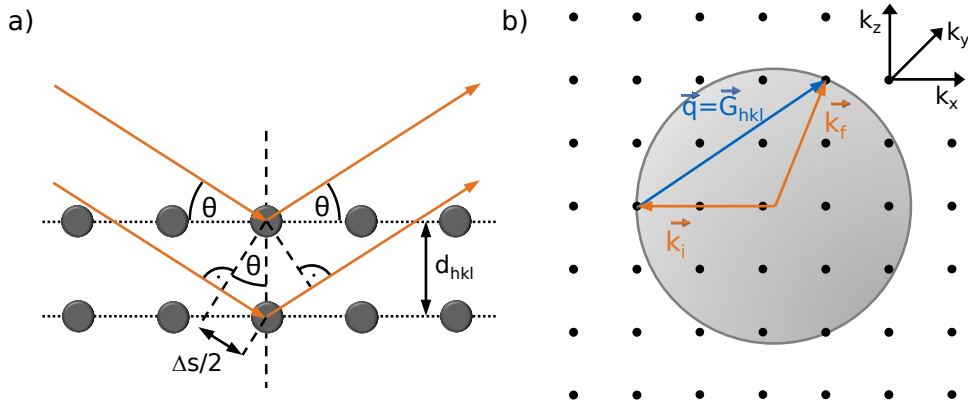 a)
θ
θ
θ
d_hkl
Δs/2
b)
k_z
k_y
k_x
q⃗=G⃗_hkl
k⃗_f
k⃗_i